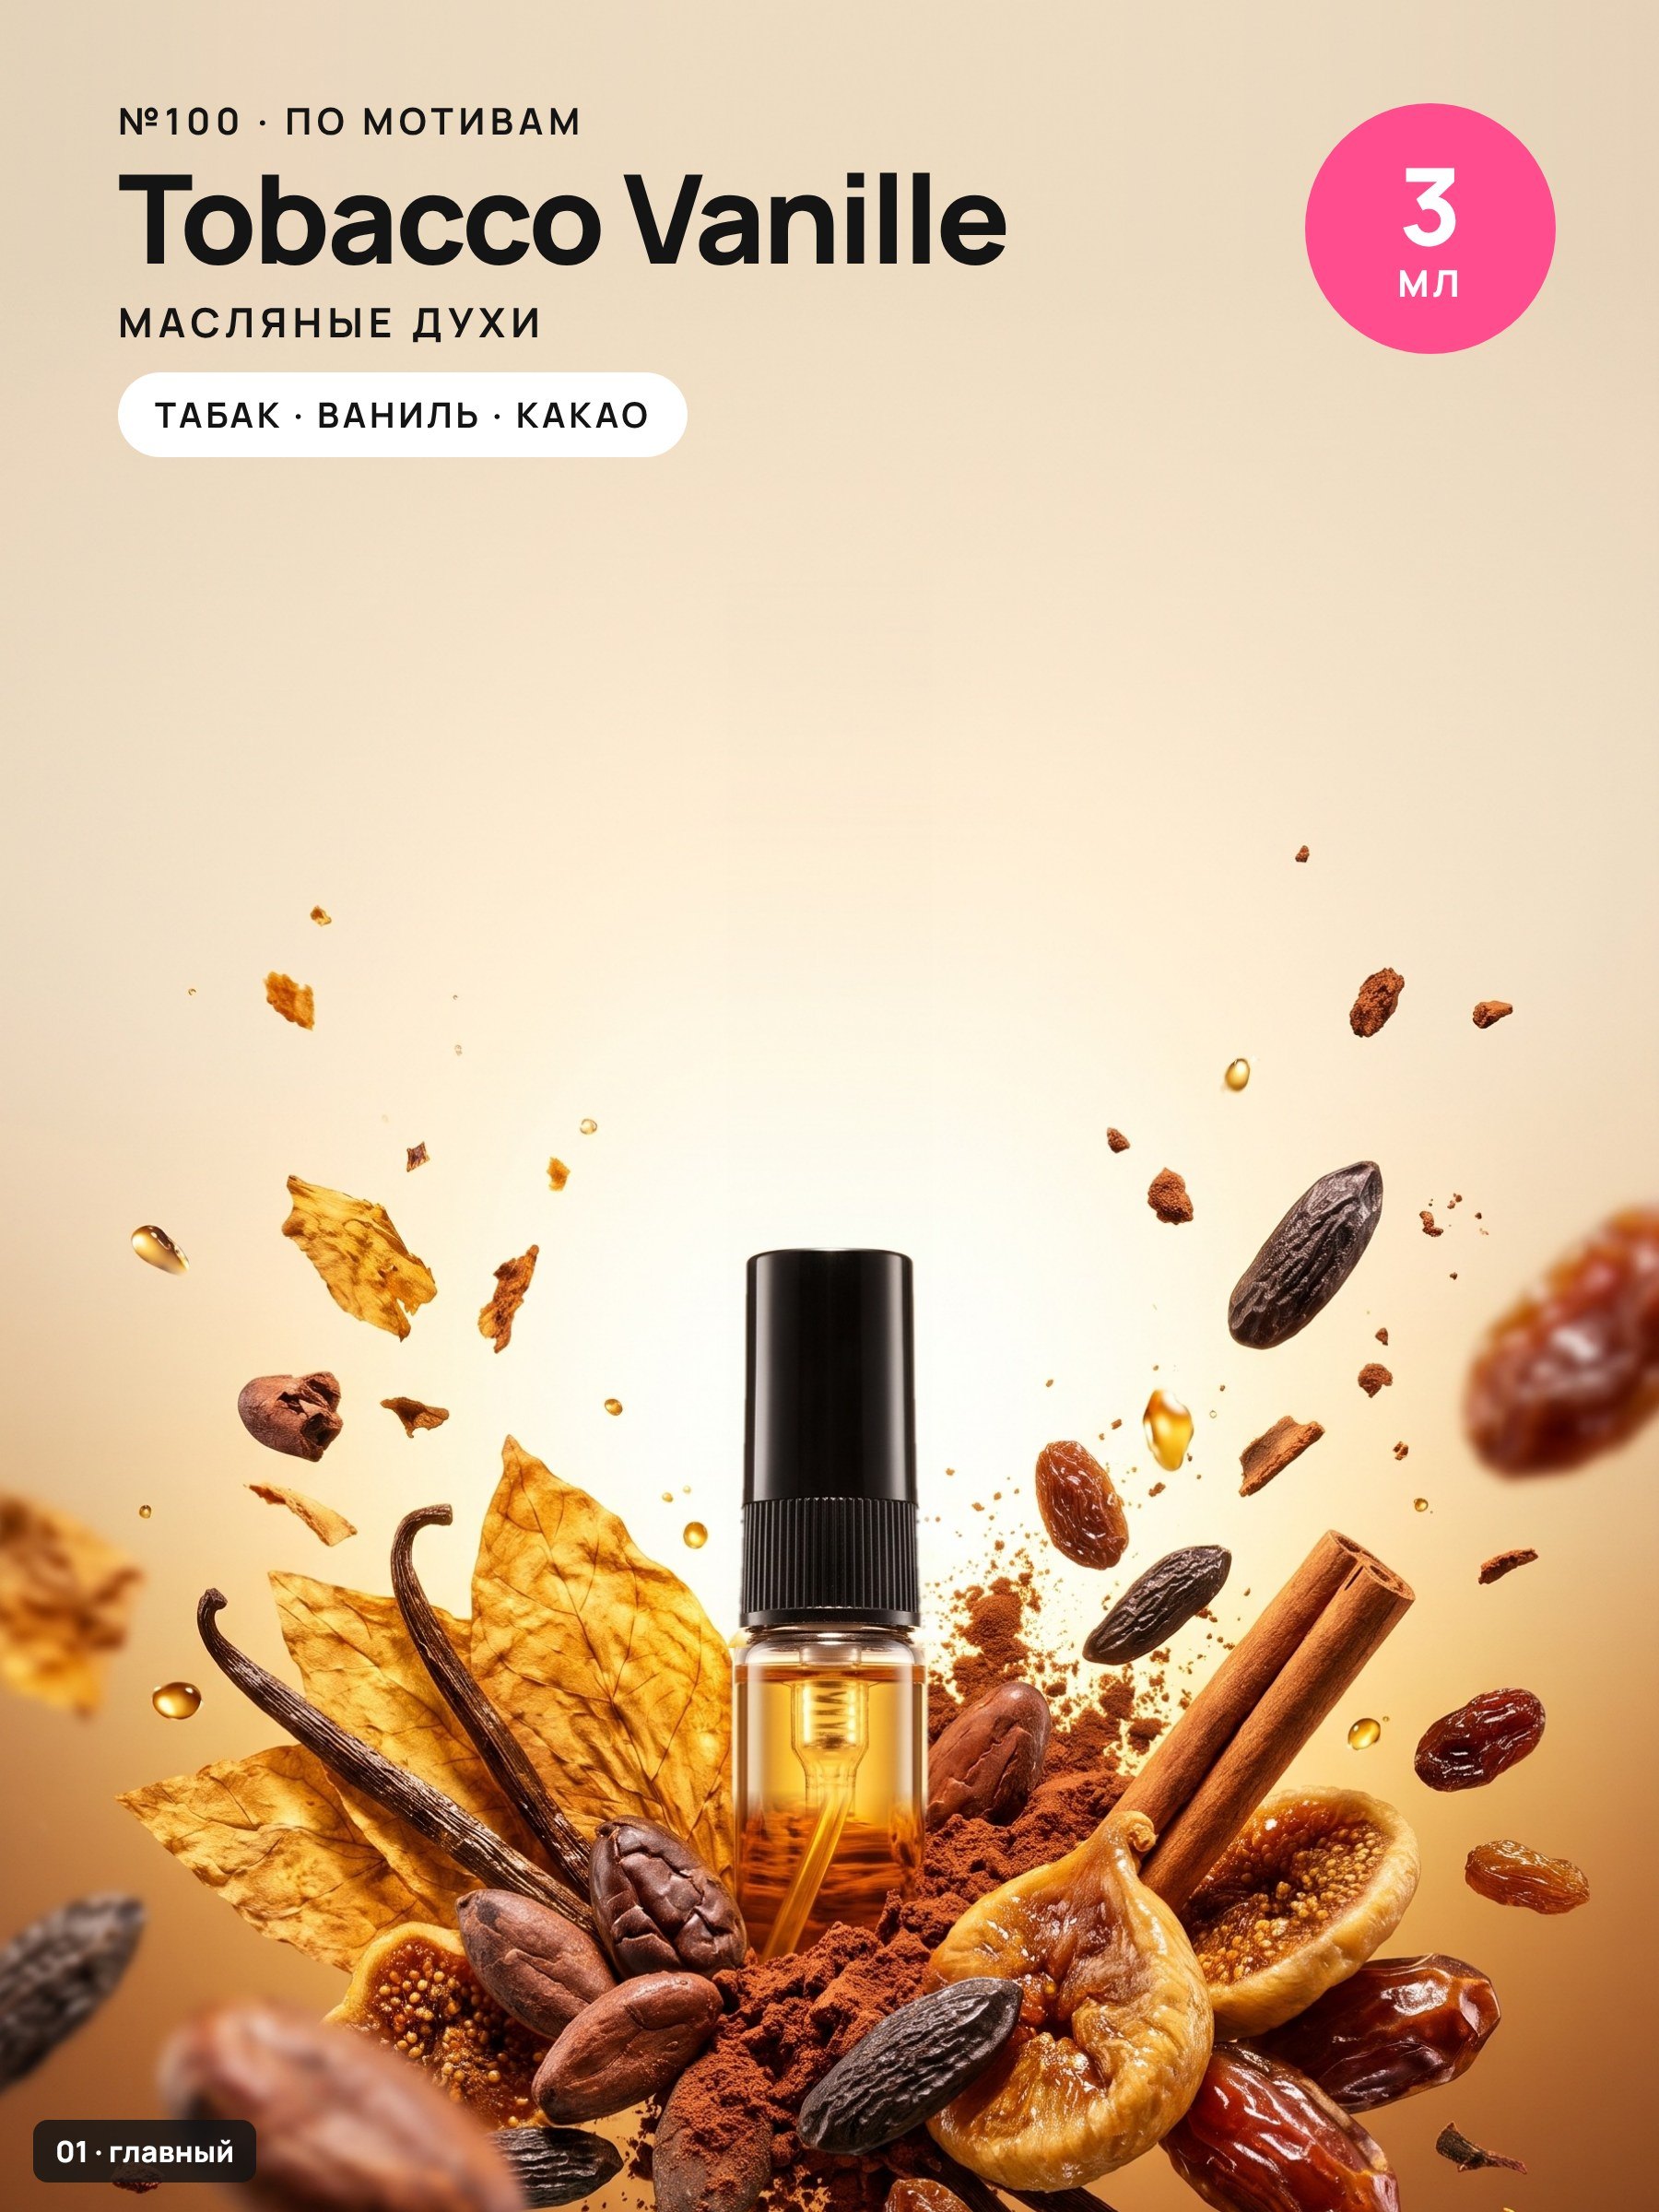 №100 · ПО МОТИВАМ
Tobacco Vanille
МАСЛЯНЫЕ ДУХИ
ТАБАК · ВАНИЛЬ · КАКАО
3
МЛ
01 · главный